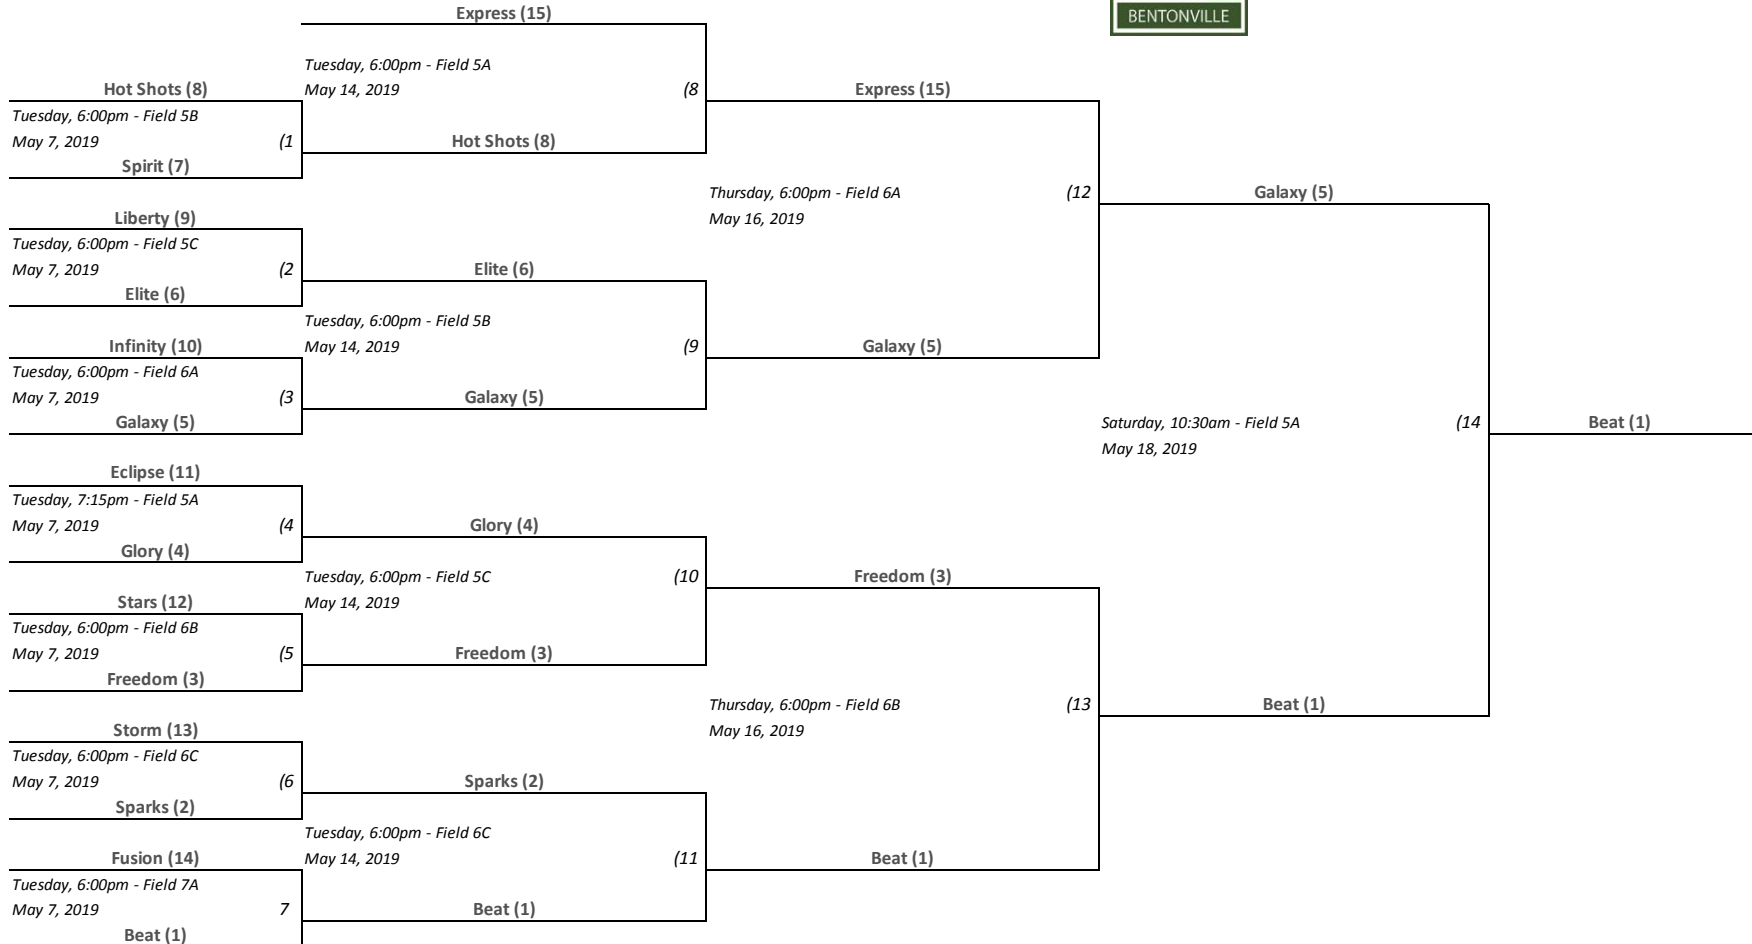 Express (15)
BENTONVILLE
Tuesday, 6:00pm - Field 5A
May 14, 2019
(8
Hot Shots (8)
Express (15)
Tuesday, 6:00pm - Field 5B
May 7, 2019
(1
Hot Shots (8)
Spirit (7)
Thursday, 6:00pm - Field 6A
(12
Galaxy (5)
May 16, 2019
Liberty (9)
Tuesday, 6:00pm - Field 5C
May 7, 2019
(2
Elite (6)
Elite (6)
Tuesday, 6:00pm - Field 5B
May 14, 2019
(9
Infinity (10)
Galaxy (5)
Tuesday, 6:00pm - Field 6A
May 7, 2019
(3
Galaxy (5)
Galaxy (5)
Saturday, 10:30am - Field 5A
(14
Beat (1)
May 18, 2019
Eclipse (11)
Tuesday, 7:15pm - Field 5A
May 7, 2019
(4
Glory (4)
Glory (4)
Tuesday, 6:00pm - Field 5C
(10
Freedom (3)
May 14, 2019
Stars (12)
Tuesday, 6:00pm - Field 6B
May 7, 2019
(5
Freedom (3)
Freedom (3)
Thursday, 6:00pm - Field 6B
(13
Beat (1)
May 16, 2019
Storm (13)
Tuesday, 6:00pm - Field 6C
May 7, 2019
(6
Sparks (2)
Sparks (2)
Tuesday, 6:00pm - Field 6C
May 14, 2019
(11
Beat (1)
Fusion (14)
Tuesday, 6:00pm - Field 7A
May 7, 2019
7
Beat (1)
Beat (1)